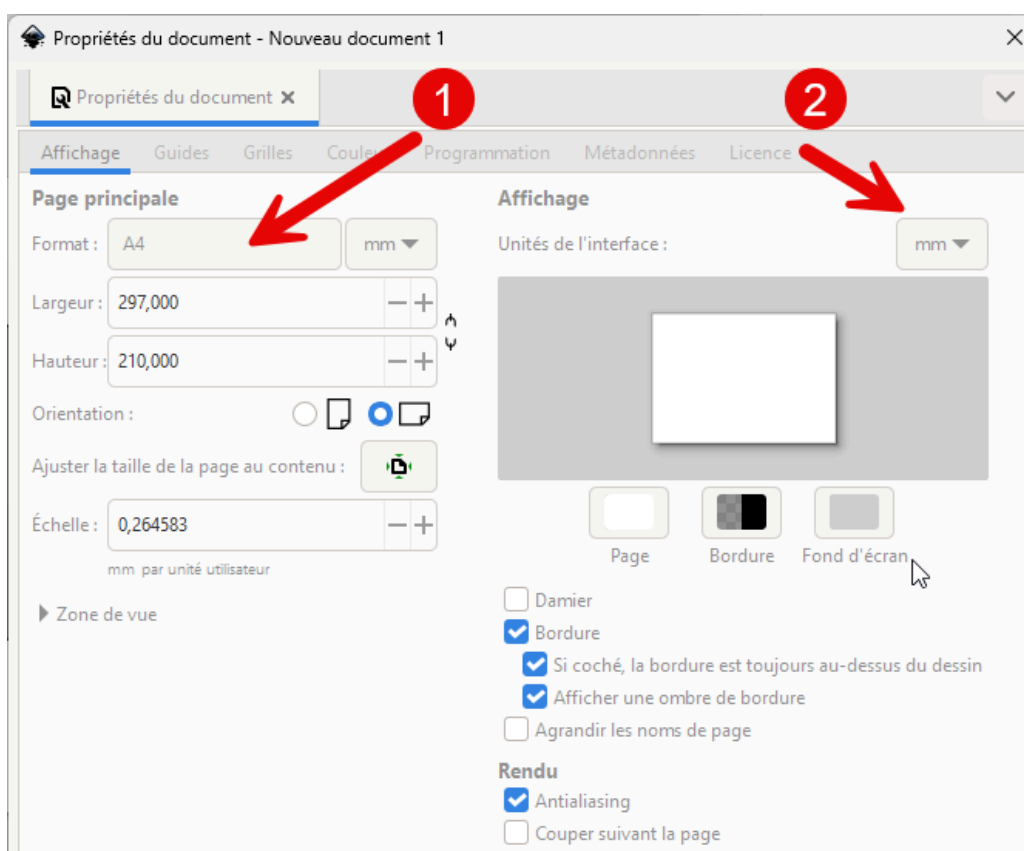 Propriétés du document - Nouveau document 1
Propriétés du document
1
2
Affichage Guides Grilles Programmation Métadonnées Licence
Page principale
Format : A4 mm
Largeur : 297,000
Hauteur : 210,000
Orientation :
Ajuster la taille de la page au contenu :
Échelle : 0,264583
mm par unité utilisateur
Zone de vue
Affichage
Unités de l'interface : mm
Page Bordure Fond d'écran
Damier
Bordure
Si coché, la bordure est toujours au-dessus du dessin
Afficher une ombre de bordure
Agrandir les noms de page
Rendu
Antialiasing
Couper suivant la page